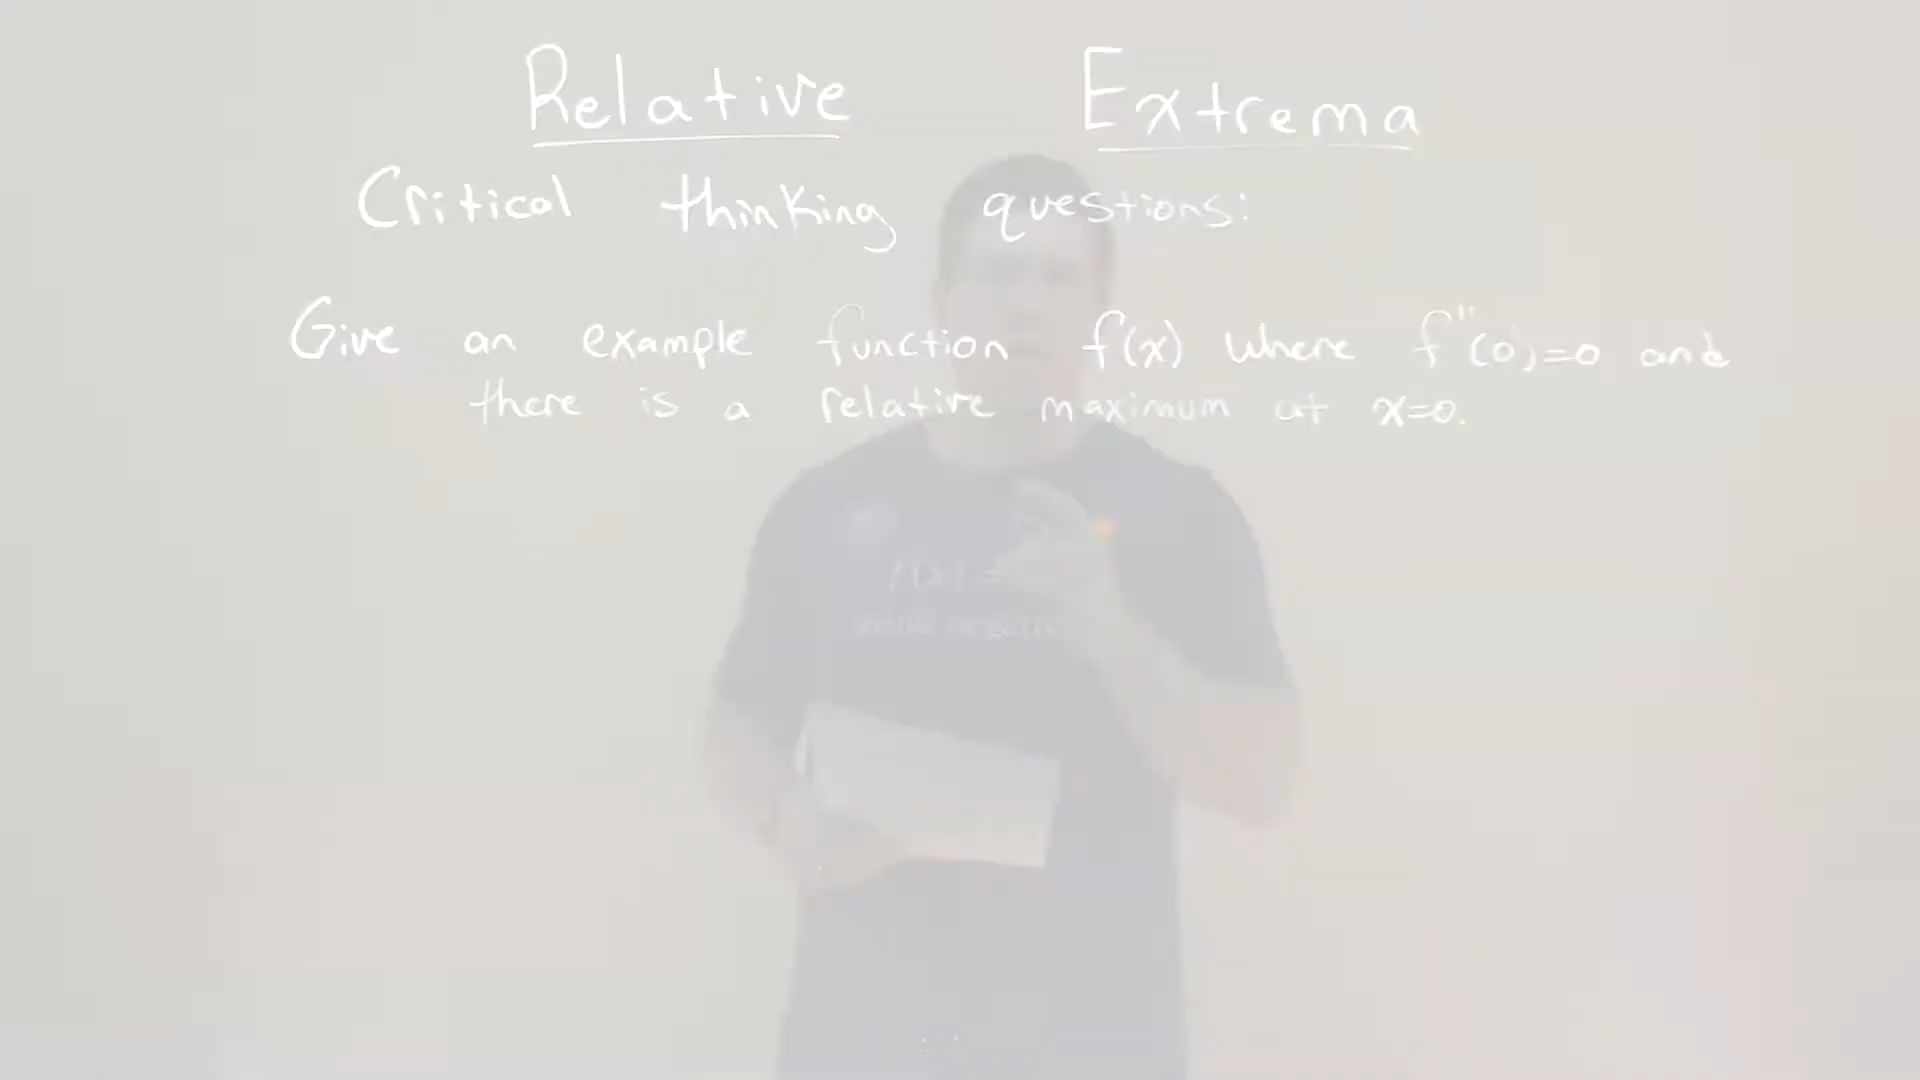 Relative Extrema
Critical thinking questions:
Give an example function f(x) where f"(0)=0 and
there is a relative maximum at x=0.